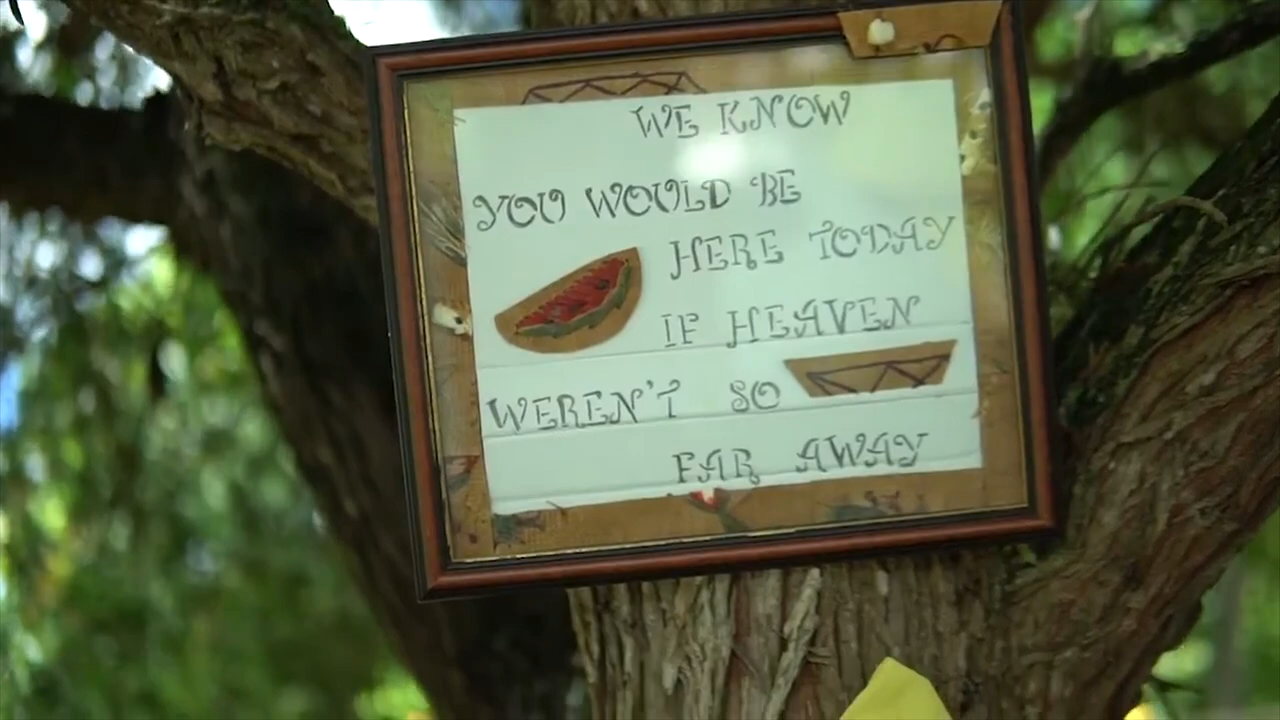 WE KNOW
YOU WOULD BE
HERE TODAY
IF HEAVEN
WEREN'T SO
FAR AWAY